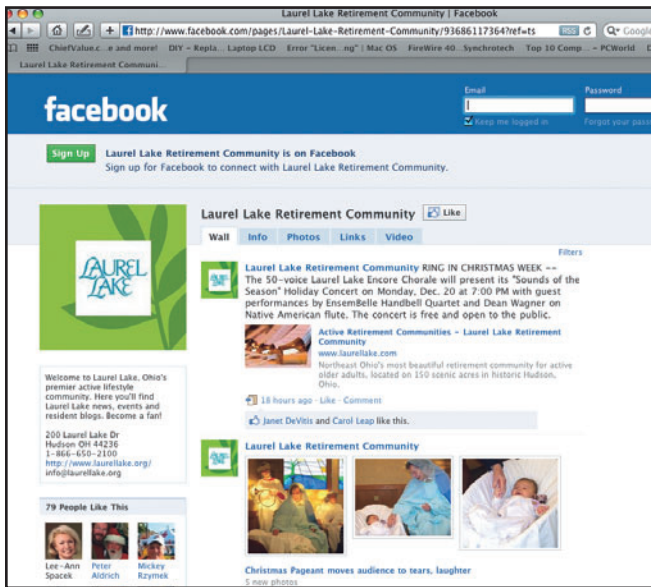 Laurel Lake Retirement Community | Facebook
http://www.facebook.com/pages/Laurel-Lake-Retirement-Community/93686117364?ref=ts RSS Google
ChiefValue.c...e and more! DIY – Repla... Laptop LCD Error "Licen...ng" | Mac OS FireWire 40...Synchrotech Top 10 Comp... – PCWorld
Laurel Lake Retirement Communi...
facebook
Email
Password
Keep me logged in
Forgot your pass
Sign Up
Laurel Lake Retirement Community is on Facebook
Sign up for Facebook to connect with Laurel Lake Retirement Community.
LAUREL
LAKE
Laurel Lake Retirement Community
Like
Wall Info Photos Links Video
Filters
Laurel Lake Retirement Community RING IN CHRISTMAS WEEK --
The 50-voice Laurel Lake Encore Chorale will present its "Sounds of the
Season" Holiday Concert on Monday, Dec. 20 at 7:00 PM with guest
performances by EnsemBelle Handbell Quartet and Dean Wagner on
Native American flute. The concert is free and open to the public.
Active Retirement Communities – Laurel Lake Retirement
Community
www.laurellake.com
Northeast Ohio's most beautiful retirement community for active
older adults, located on 150 scenic acres in historic Hudson,
Ohio.
18 hours ago · Like · Comment
Janet DeVitis and Carol Leap like this.
Welcome to Laurel Lake, Ohio's
premier active lifestyle
community. Here you'll find
Laurel Lake news, events and
resident blogs. Become a fan!
200 Laurel Lake Dr
Hudson OH 44236
1-866-650-2100
http://www.laurellake.org/
info@laurellake.org
79 People Like This
Lee-Ann
Spacek
Peter
Aldrich
Mickey
Rzymek
LAUREL
LAKE
Laurel Lake Retirement Community
Christmas Pageant moves audience to tears, laughter
5 new photos